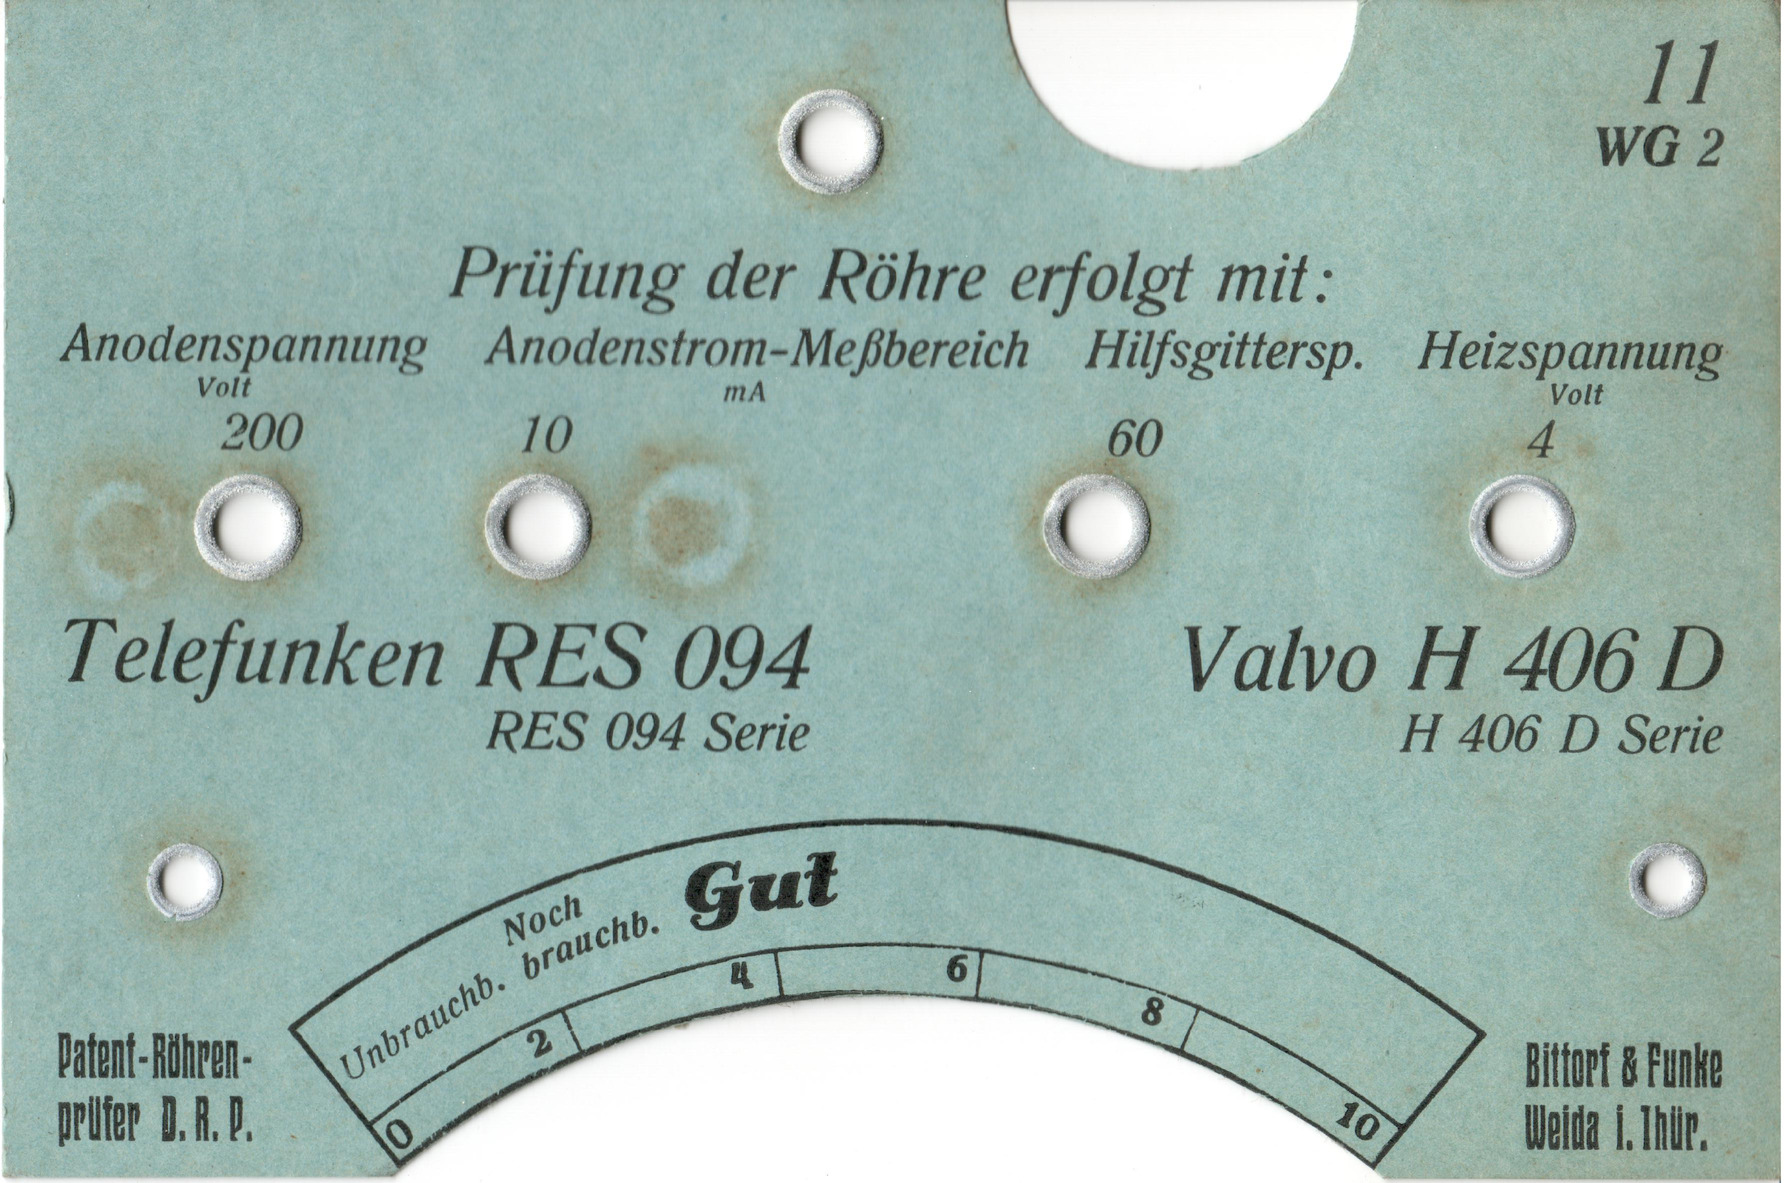 11
WG 2
Prüfung der Röhre erfolgt mit:
Anodenspannung Anodenstrom-Meßbereich Hilfsgittersp. Heizspannung
Volt mA Volt
200 10 60 4
Telefunken RES 094 Valvo H 406 D
RES 094 Serie H 406 D Serie
Unbrauchb. Noch brauchb. Gut
0 2 4 6 8 10
Patent-Röhren-
prüfer D. R. P.
Bittorf & Funke
Weida i. Thür.